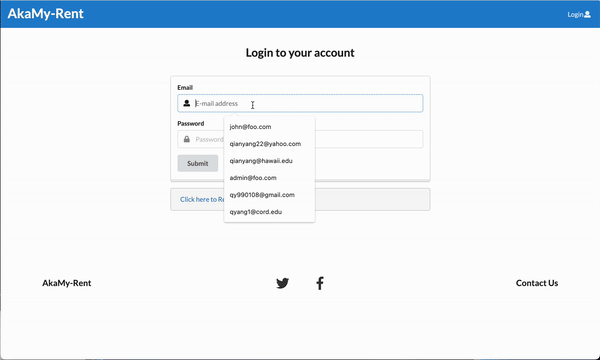 AkaMy-Rent
Login
Login to your account
Email
E-mail address
Password
Password
john@foo.com
qianyang22@yahoo.com
qianyang@hawaii.edu
admin@foo.com
qy990108@gmail.com
qyang1@cord.edu
Submit
Click here to Re
AkaMy-Rent
Contact Us